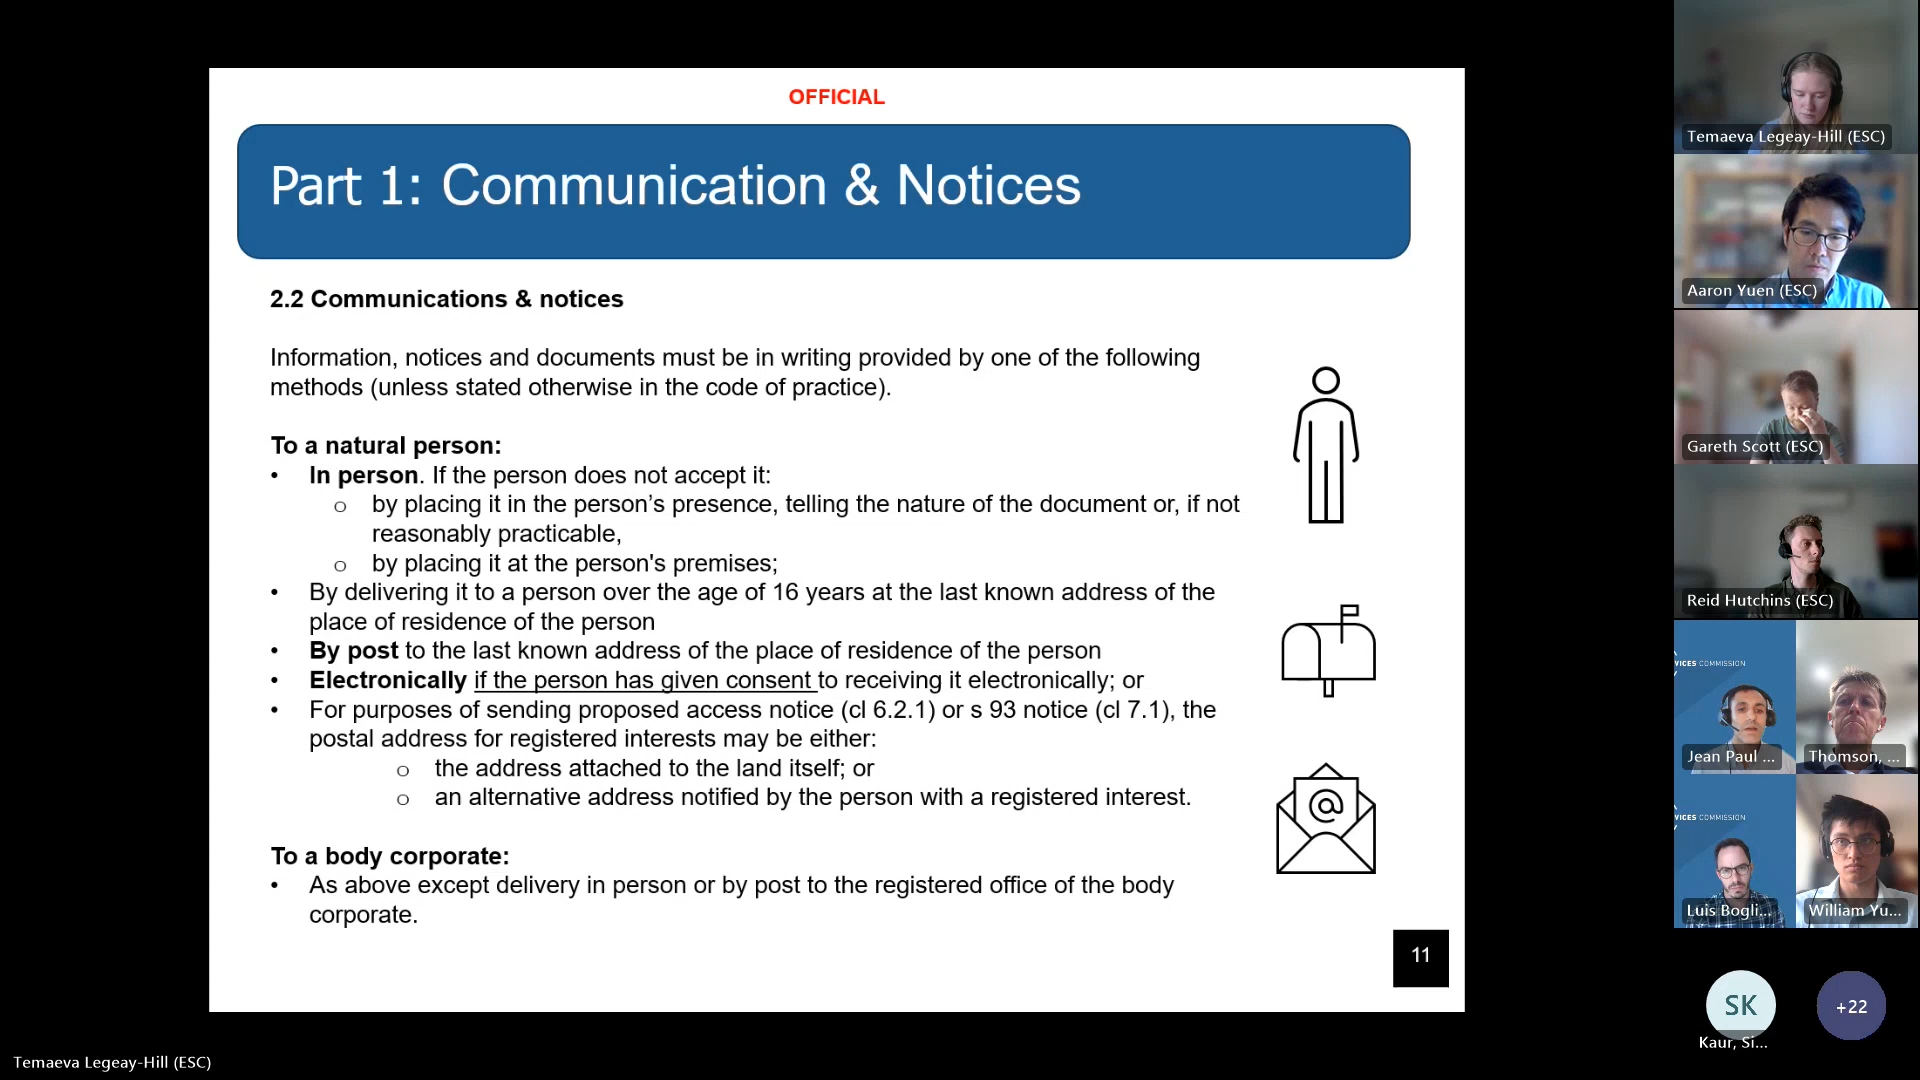 OFFICIAL
Part 1: Communication & Notices
2.2 Communications & notices
Information, notices and documents must be in writing provided by one of the following
methods (unless stated otherwise in the code of practice).
To a natural person:
• In person. If the person does not accept it:
o by placing it in the person’s presence, telling the nature of the document or, if not
reasonably practicable,
o by placing it at the person's premises;
• By delivering it to a person over the age of 16 years at the last known address of the
place of residence of the person
• By post to the last known address of the place of residence of the person
• Electronically if the person has given consent to receiving it electronically; or
• For purposes of sending proposed access notice (cl 6.2.1) or s 93 notice (cl 7.1), the
postal address for registered interests may be either:
o the address attached to the land itself; or
o an alternative address notified by the person with a registered interest.
To a body corporate:
• As above except delivery in person or by post to the registered office of the body
corporate.
@
11
Temaeva Legeay-Hill (ESC)
Aaron Yuen (ESC)
Gareth Scott (ESC)
Reid Hutchins (ESC)
VICES COMMISSION
Jean Paul ...
Thomson, ...
VICES COMMISSION
Luis Bogli...
William Yu...
SK
Kaur, Si...
+22
Temaeva Legeay-Hill (ESC)